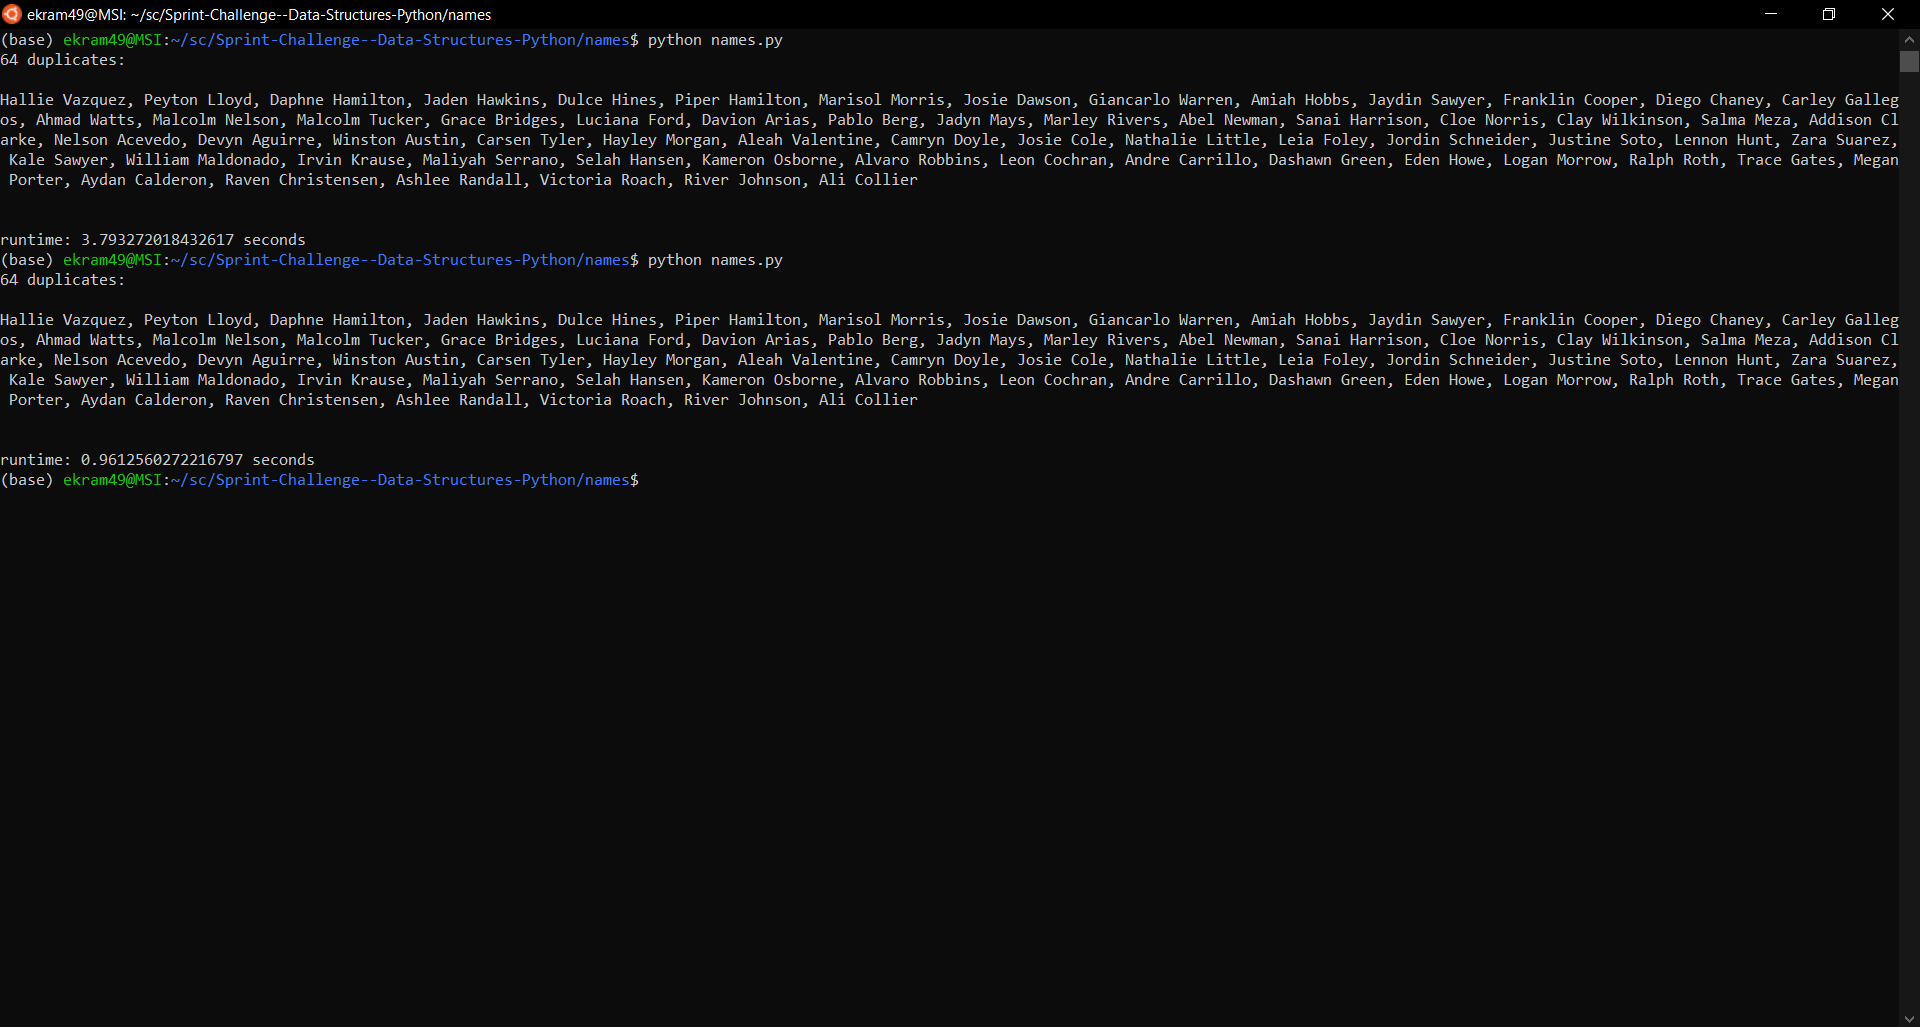 ekram49@MSI: ~/sc/Sprint-Challenge--Data-Structures-Python/names
(base) ekram49@MSI:~/sc/Sprint-Challenge--Data-Structures-Python/names$ python names.py
64 duplicates:
Hallie Vazquez, Peyton Lloyd, Daphne Hamilton, Jaden Hawkins, Dulce Hines, Piper Hamilton, Marisol Morris, Josie Dawson, Giancarlo Warren, Amiah Hobbs, Jaydin Sawyer, Franklin Cooper, Diego Chaney, Carley Galleg
os, Ahmad Watts, Malcolm Nelson, Malcolm Tucker, Grace Bridges, Luciana Ford, Davion Arias, Pablo Berg, Jadyn Mays, Marley Rivers, Abel Newman, Sanai Harrison, Cloe Norris, Clay Wilkinson, Salma Meza, Addison Cl
arke, Nelson Acevedo, Devyn Aguirre, Winston Austin, Carsen Tyler, Hayley Morgan, Aleah Valentine, Camryn Doyle, Josie Cole, Nathalie Little, Leia Foley, Jordin Schneider, Justine Soto, Lennon Hunt, Zara Suarez,
Kale Sawyer, William Maldonado, Irvin Krause, Maliyah Serrano, Selah Hansen, Kameron Osborne, Alvaro Robbins, Leon Cochran, Andre Carrillo, Dashawn Green, Eden Howe, Logan Morrow, Ralph Roth, Trace Gates, Megan
Porter, Aydan Calderon, Raven Christensen, Ashlee Randall, Victoria Roach, River Johnson, Ali Collier
runtime: 3.793272018432617 seconds
(base) ekram49@MSI:~/sc/Sprint-Challenge--Data-Structures-Python/names$ python names.py
64 duplicates:
Hallie Vazquez, Peyton Lloyd, Daphne Hamilton, Jaden Hawkins, Dulce Hines, Piper Hamilton, Marisol Morris, Josie Dawson, Giancarlo Warren, Amiah Hobbs, Jaydin Sawyer, Franklin Cooper, Diego Chaney, Carley Galleg
os, Ahmad Watts, Malcolm Nelson, Malcolm Tucker, Grace Bridges, Luciana Ford, Davion Arias, Pablo Berg, Jadyn Mays, Marley Rivers, Abel Newman, Sanai Harrison, Cloe Norris, Clay Wilkinson, Salma Meza, Addison Cl
arke, Nelson Acevedo, Devyn Aguirre, Winston Austin, Carsen Tyler, Hayley Morgan, Aleah Valentine, Camryn Doyle, Josie Cole, Nathalie Little, Leia Foley, Jordin Schneider, Justine Soto, Lennon Hunt, Zara Suarez,
Kale Sawyer, William Maldonado, Irvin Krause, Maliyah Serrano, Selah Hansen, Kameron Osborne, Alvaro Robbins, Leon Cochran, Andre Carrillo, Dashawn Green, Eden Howe, Logan Morrow, Ralph Roth, Trace Gates, Megan
Porter, Aydan Calderon, Raven Christensen, Ashlee Randall, Victoria Roach, River Johnson, Ali Collier
runtime: 0.9612560272216797 seconds
(base) ekram49@MSI:~/sc/Sprint-Challenge--Data-Structures-Python/names$